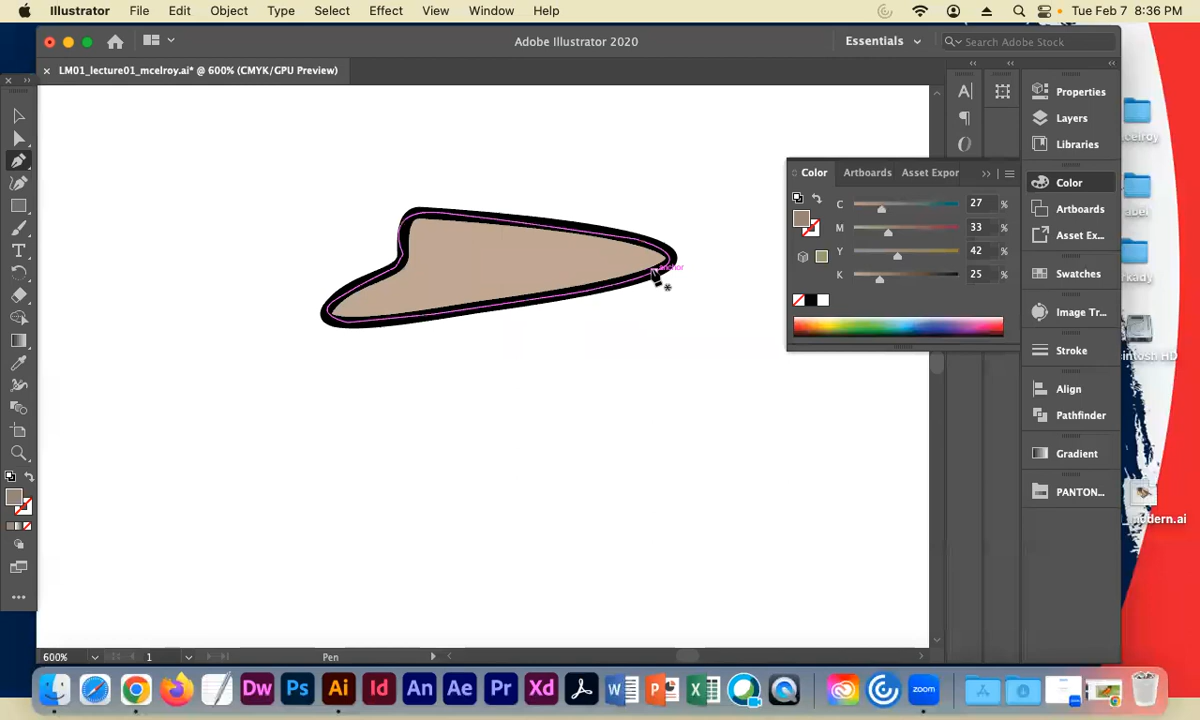 Illustrator File Edit Object Type Select Effect View Window Help Tue Feb 7 8:36 PM
Adobe Illustrator 2020
Essentials
Search Adobe Stock
LM01_lecture01_mcelroy.ai* @ 600% (CMYK/GPU Preview)
Properties
Layers
Libraries
Color
Artboards
Asset Ex...
Swatches
Image Tr...
Stroke
Align
Pathfinder
Gradient
PANTON...
Color Artboards Asset Expor
C 27 %
M 33 %
Y 42 %
K 25 %
anchor
600% 1 Pen
Dw Ps Ai Id An Ae Pr Xd W P X zoom